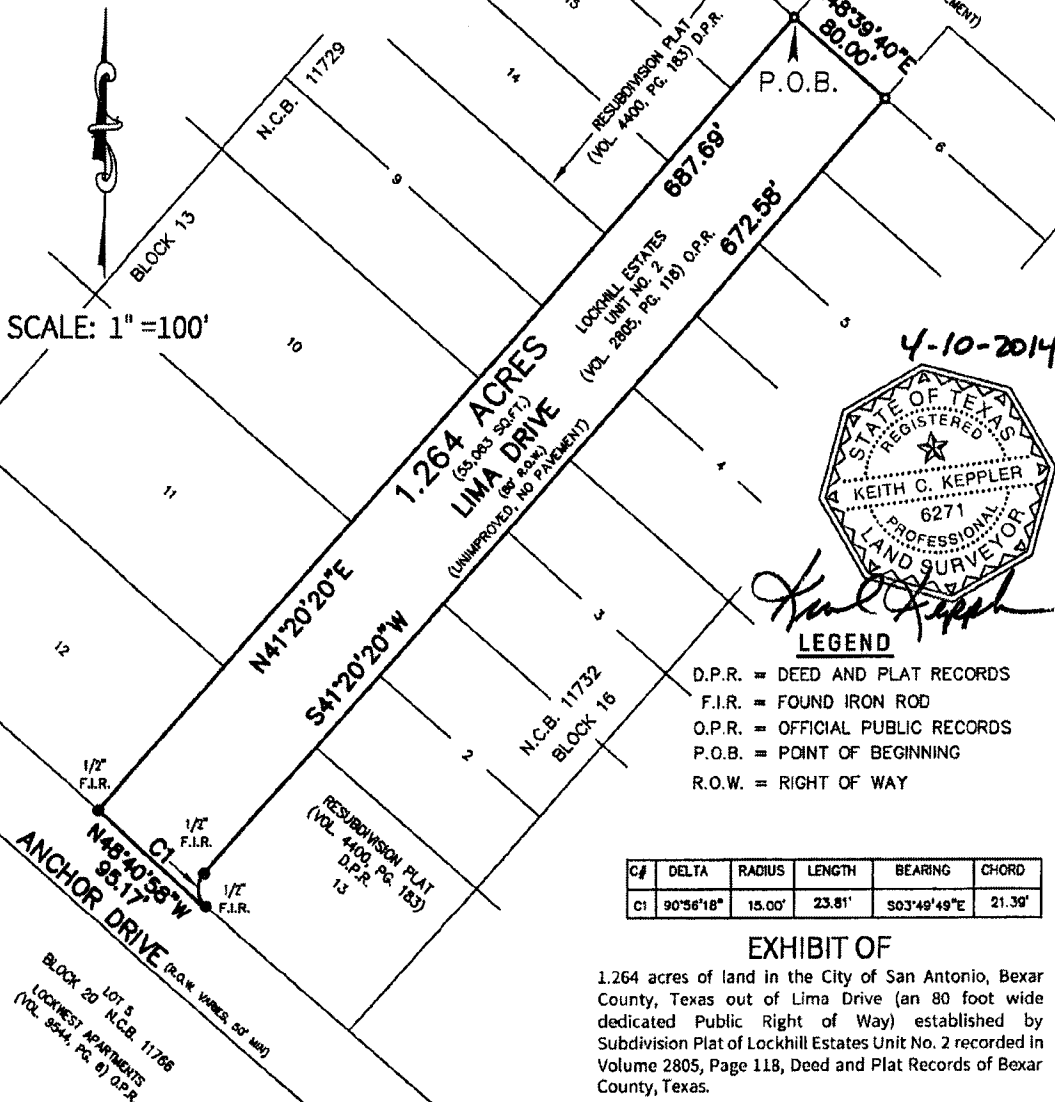 13
48°39'40"E
80.00'
P.O.B.
RESUBDIVISION PLAT
(VOL. 4400, PG. 183) D.P.R.
14
N.C.B. 11729
9
6
687.69'
672.58'
BLOCK 13
LOCKHILL ESTATES
UNIT NO. 2
(VOL. 2805, PG. 118) O.P.R.
SCALE: 1" =100'
10
5
4-10-2014
1.264 ACRES
(55,063 SQ.FT.)
LIMA DRIVE
(80' R.O.W.)
(UNIMPROVED, NO PAVEMENT)
STATE OF TEXAS
REGISTERED
KEITH C. KEPPLER
6271
PROFESSIONAL
LAND SURVEYOR
11
4
N41°20'20"E
S41°20'20"W
3
12
LEGEND
D.P.R. = DEED AND PLAT RECORDS
F.I.R. = FOUND IRON ROD
O.P.R. = OFFICIAL PUBLIC RECORDS
P.O.B. = POINT OF BEGINNING
R.O.W. = RIGHT OF WAY
N.C.B. 11732
BLOCK 16
2
1/2"
F.I.R.
1/2"
F.I.R.
1/2"
F.I.R.
C1
N48°40'58"W
95.17'
ANCHOR DRIVE (R.O.W. VARIES, 50' MIN)
RESUBDIVISION PLAT
(VOL. 4400, PG. 183)
D.P.R.
13
LOT 5
BLOCK 20 N.C.B. 11766
LOCKWEST APARTMENTS
(VOL. 9544, PG. 6) O.P.R.
C# DELTA RADIUS LENGTH BEARING CHORD
C1 90°56'18" 15.00' 23.81' S03°49'49"E 21.39'
EXHIBIT OF
1.264 acres of land in the City of San Antonio, Bexar
County, Texas out of Lima Drive (an 80 foot wide
dedicated Public Right of Way) established by
Subdivision Plat of Lockhill Estates Unit No. 2 recorded in
Volume 2805, Page 118, Deed and Plat Records of Bexar
County, Texas.